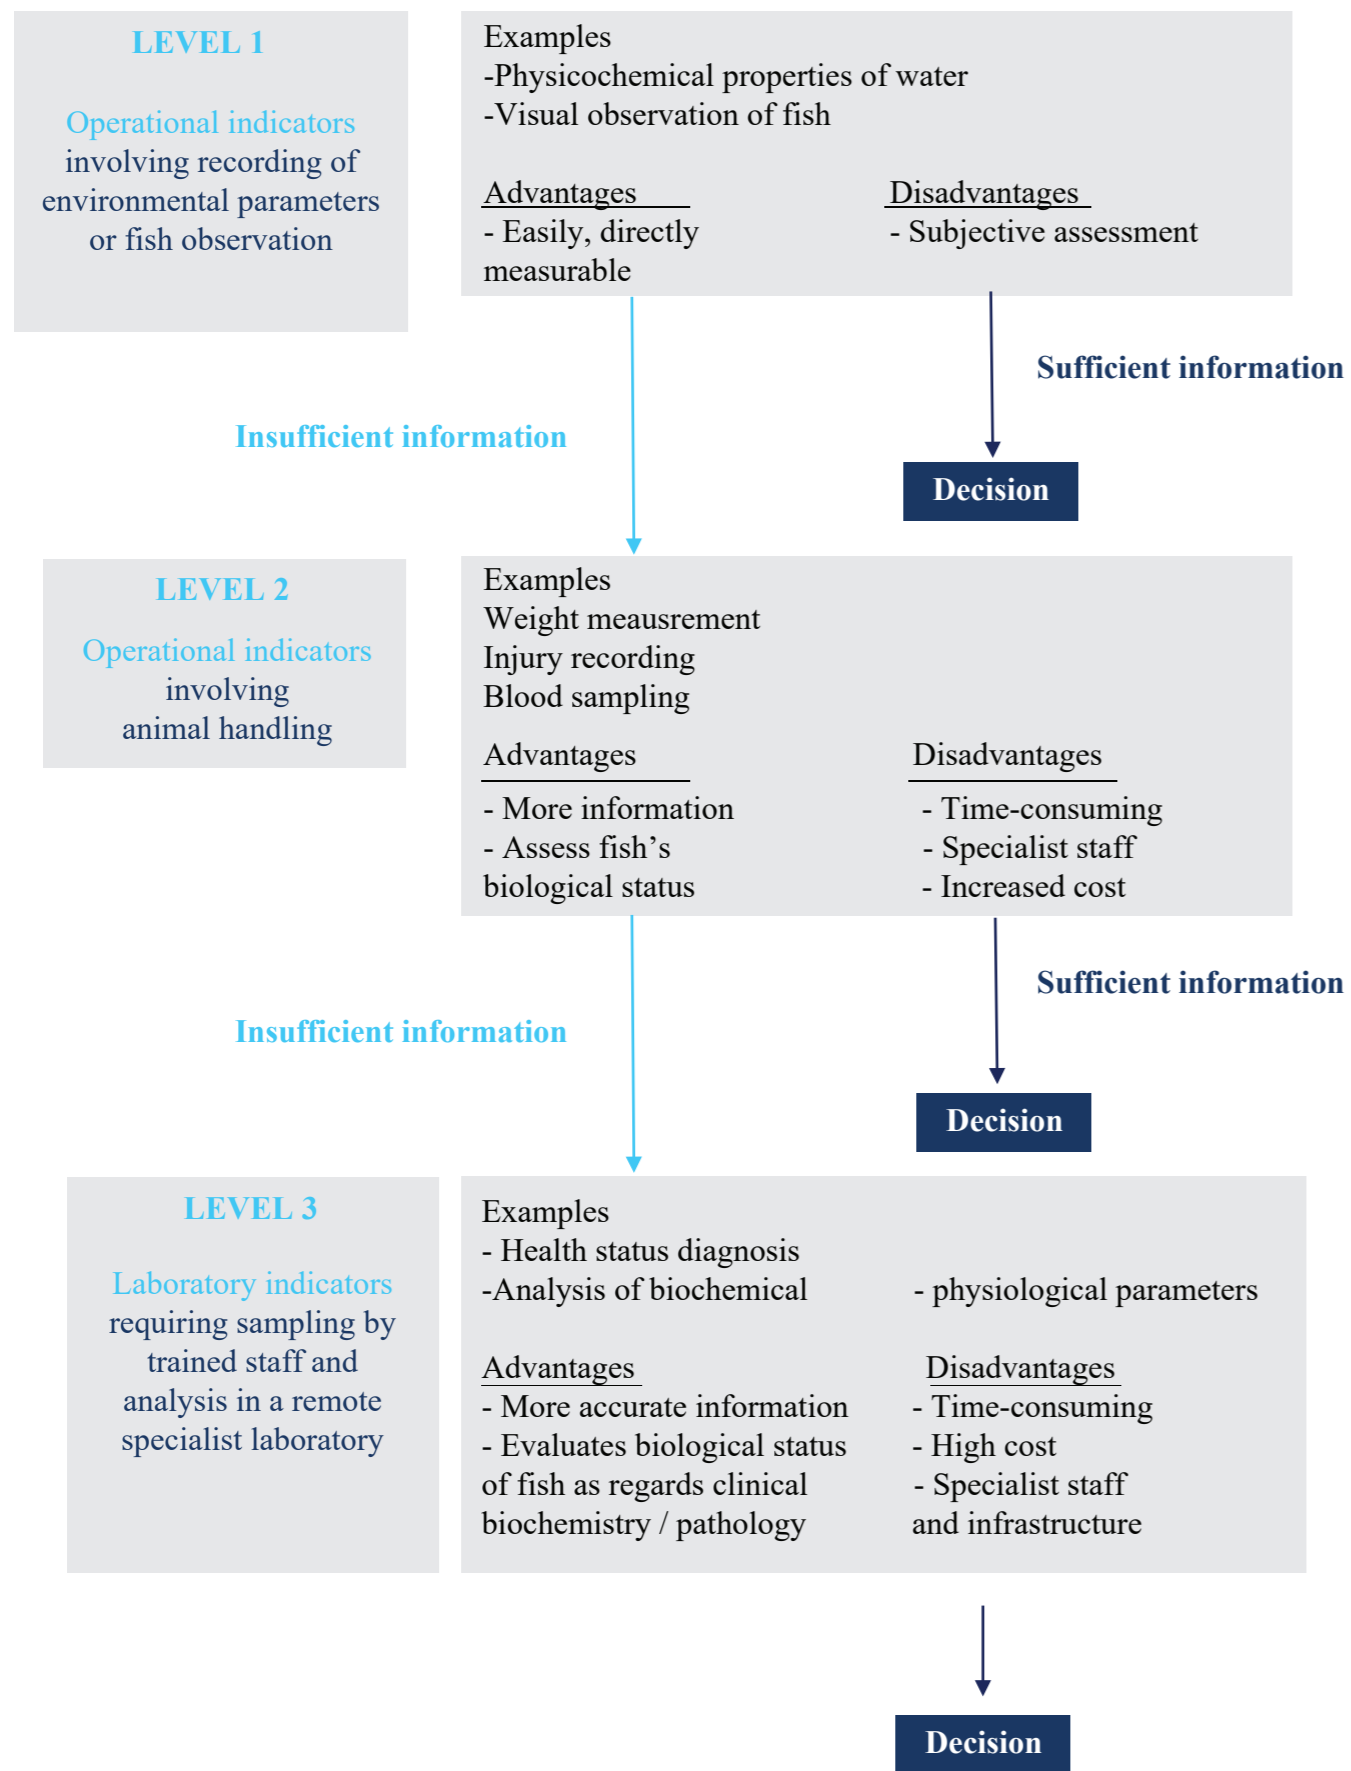 LEVEL 1
Operational indicators
involving recording of
environmental parameters
or fish observation
Examples
-Physicochemical properties of water
-Visual observation of fish
Advantages
- Easily, directly
measurable
Disadvantages
- Subjective assessment
Sufficient information
Insufficient information
Decision
LEVEL 2
Operational indicators
involving
animal handling
Examples
Weight meausrement
Injury recording
Blood sampling
Advantages
- More information
- Assess fish’s
biological status
Disadvantages
- Time-consuming
- Specialist staff
- Increased cost
Sufficient information
Insufficient information
Decision
LEVEL 3
Laboratory indicators
requiring sampling by
trained staff and
analysis in a remote
specialist laboratory
Examples
- Health status diagnosis
-Analysis of biochemical - physiological parameters
Advantages
- More accurate information
- Evaluates biological status
of fish as regards clinical
biochemistry / pathology
Disadvantages
- Time-consuming
- High cost
- Specialist staff
and infrastructure
Decision